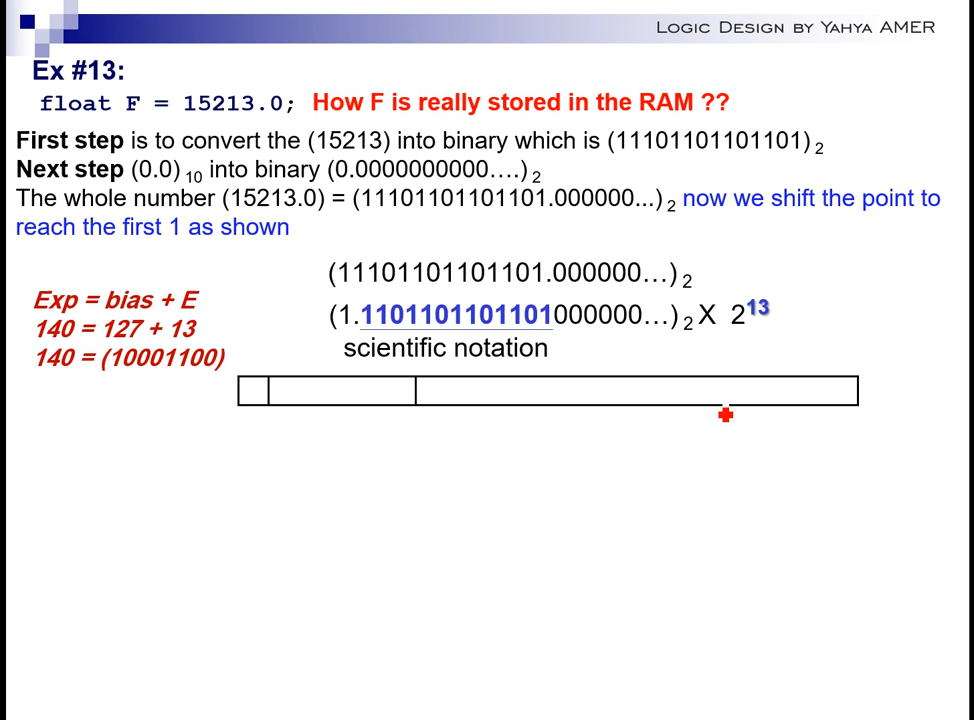 LOGIC DESIGN BY YAHYA AMER
Ex #13:
float F = 15213.0; How F is really stored in the RAM ??
First step is to convert the (15213) into binary which is (11101101101101) 2
Next step (0.0) 10 into binary (0.0000000000....) 2
The whole number (15213.0) = (11101101101101.000000...) 2 now we shift the point to
reach the first 1 as shown
(11101101101101.000000...) 2
(1.1101101101101000000...) 2 X 2^13
scientific notation
Exp = bias + E
140 = 127 + 13
140 = (10001100)